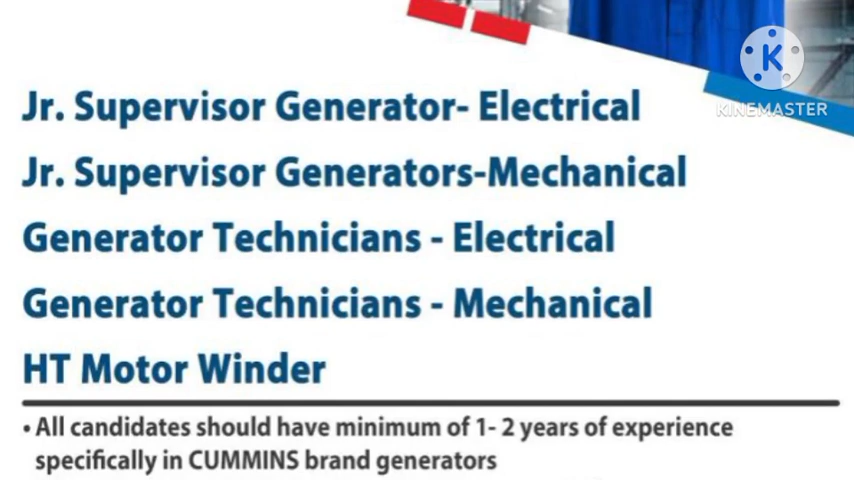 KINEMASTER
Jr. Supervisor Generator- Electrical
Jr. Supervisor Generators-Mechanical
Generator Technicians - Electrical
Generator Technicians - Mechanical
HT Motor Winder
• All candidates should have minimum of 1- 2 years of experience
specifically in CUMMINS brand generators